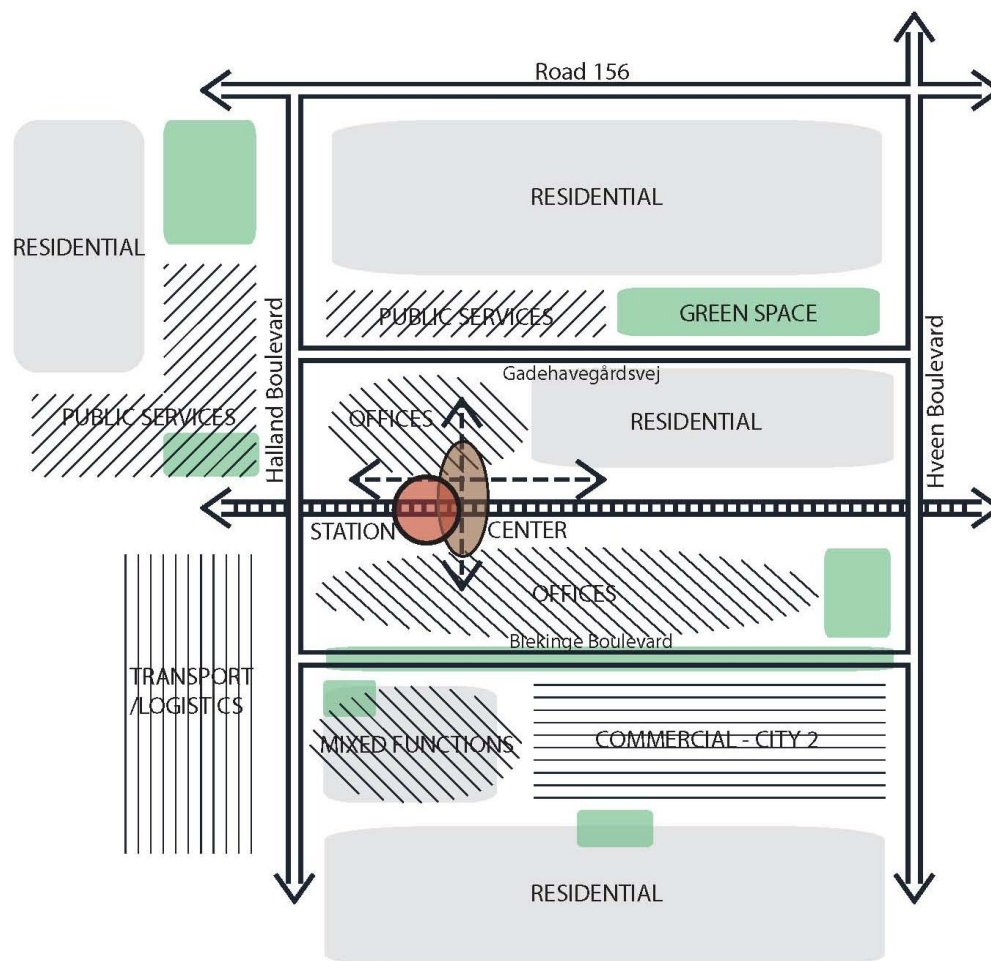 Road 156
RESIDENTIAL
RESIDENTIAL
PUBLIC SERVICES
GREEN SPACE
Halland Boulevard
Hveen Boulevard
Gadehavegårdsvej
PUBLIC SERVICES
OFFICES
RESIDENTIAL
STATION
CENTER
OFFICES
Blekinge Boulevard
TRANSPORT
/LOGISTICS
MIXED FUNCTIONS
COMMERCIAL - CITY 2
RESIDENTIAL